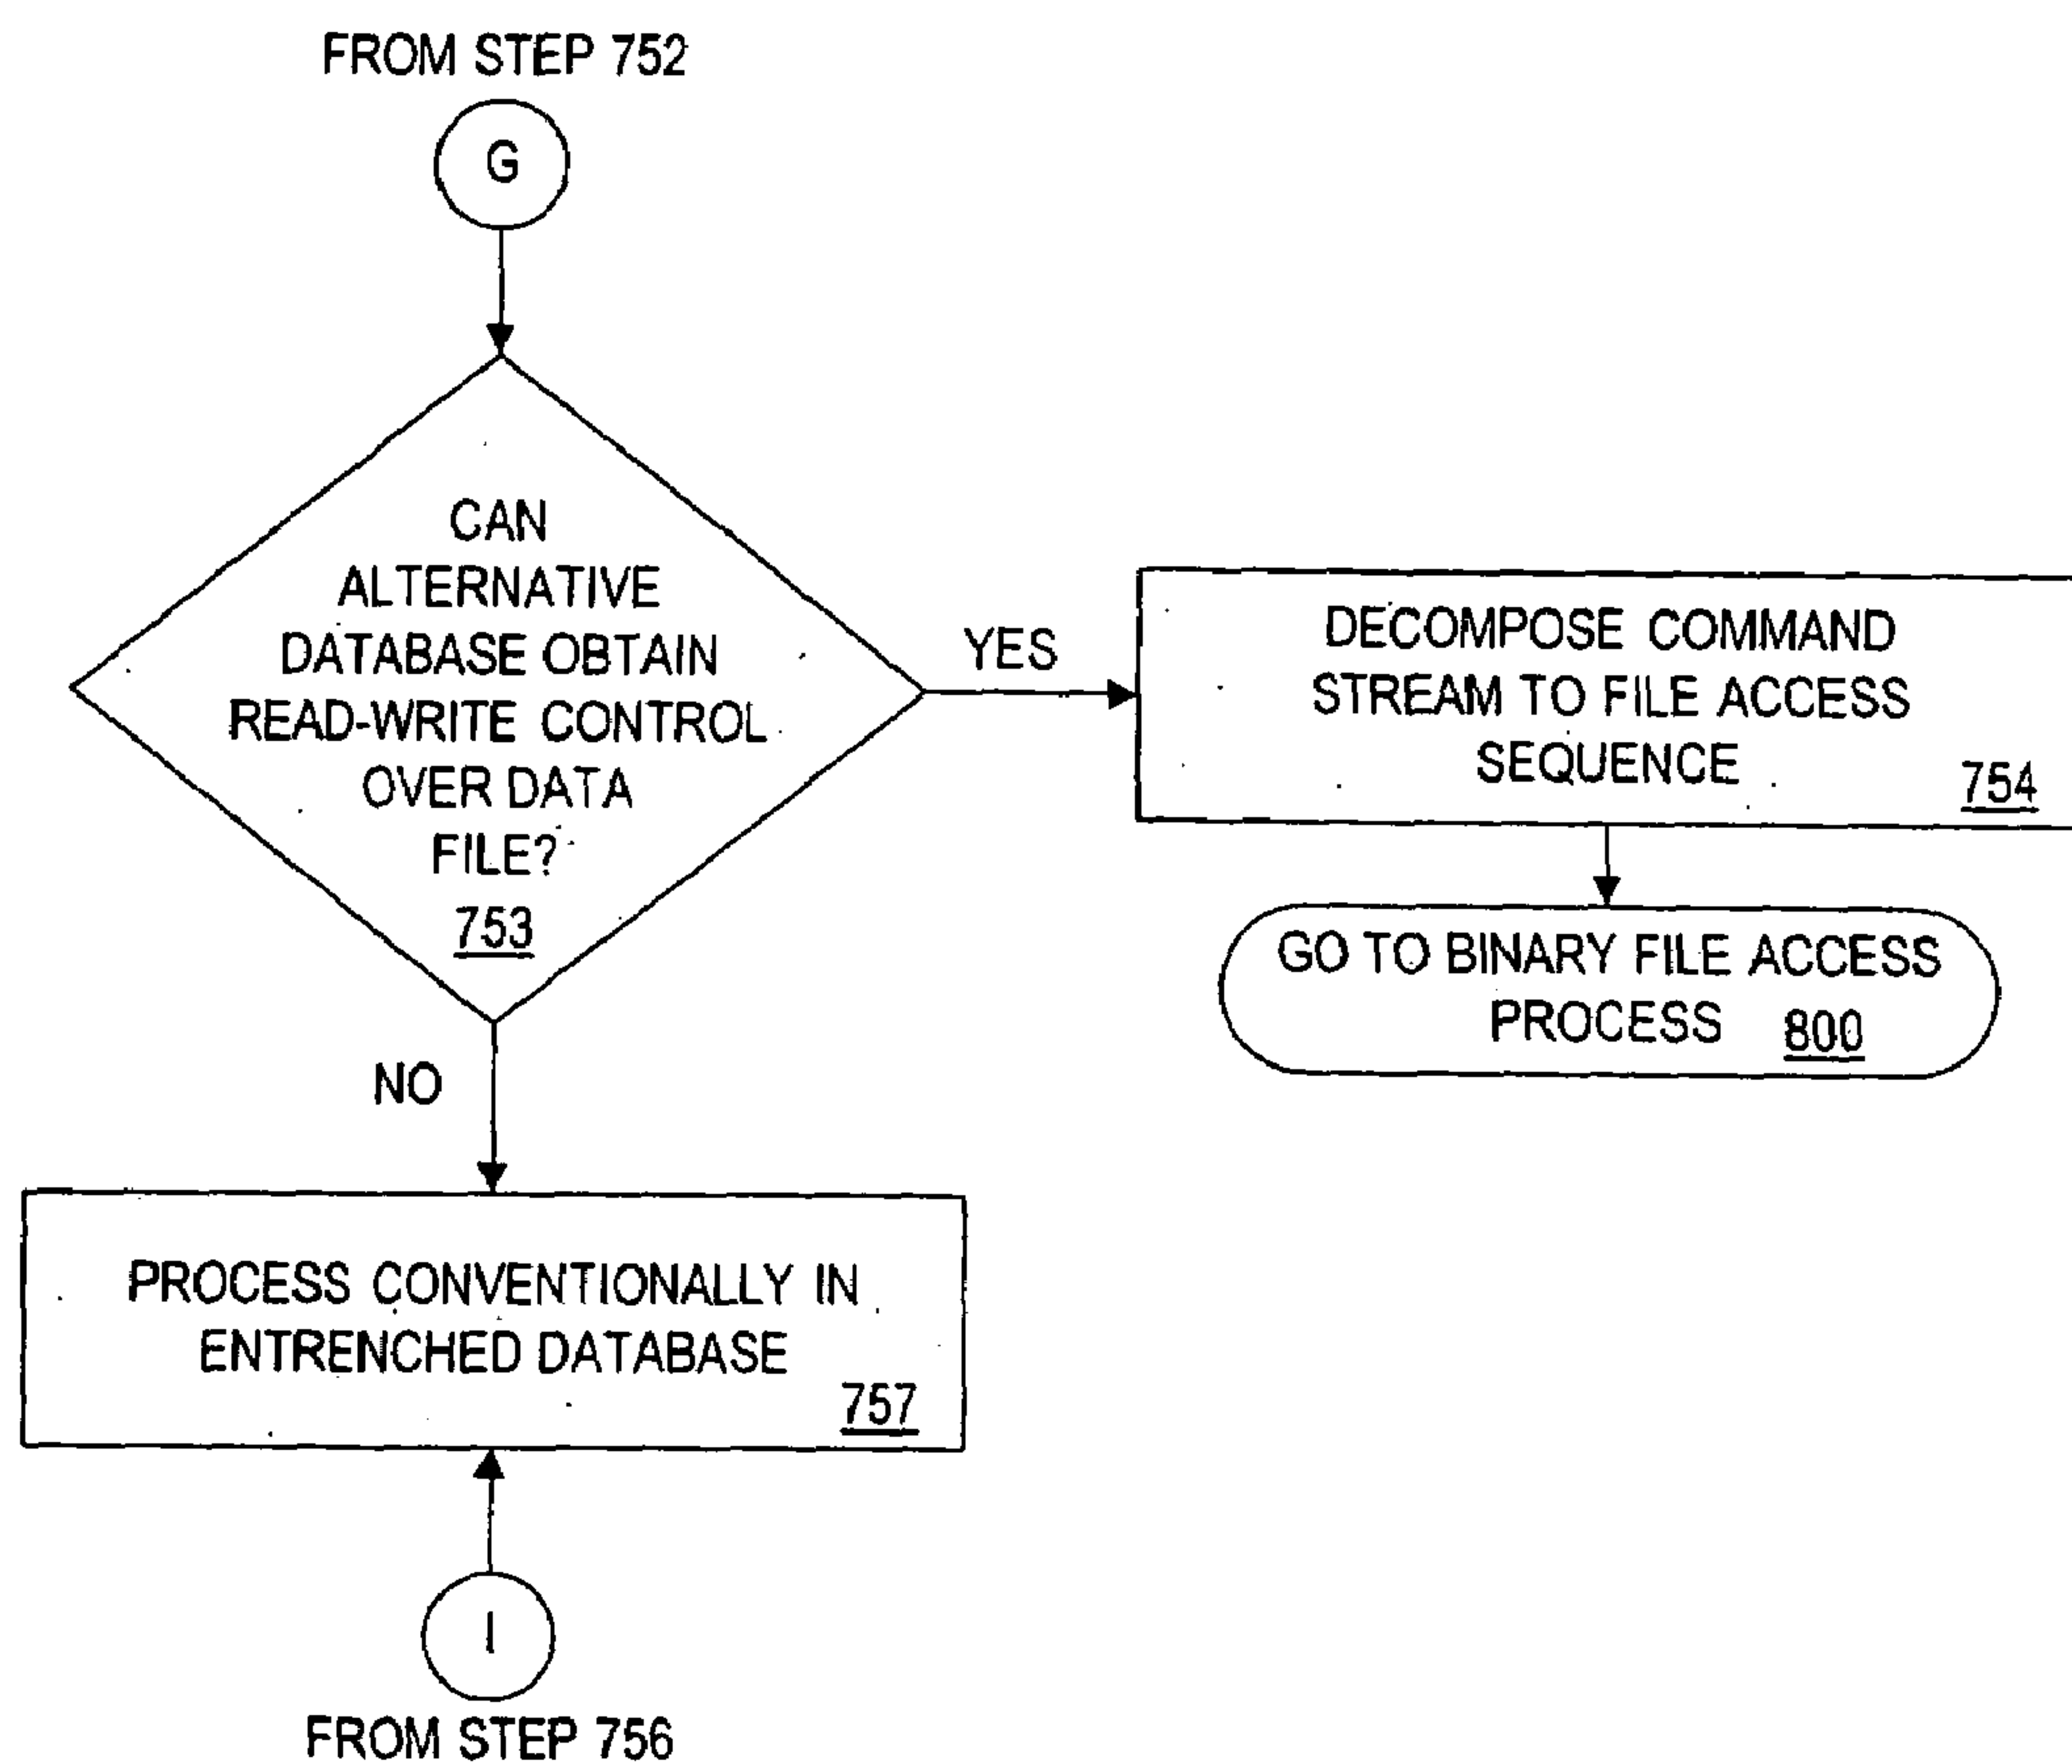 FROM STEP 752
G
CAN
ALTERNATIVE
DATABASE OBTAIN
READ-WRITE CONTROL
OVER DATA
FILE?
753
YES
DECOMPOSE COMMAND
STREAM TO FILE ACCESS
SEQUENCE 754
GO TO BINARY FILE ACCESS
PROCESS 800
NO
PROCESS CONVENTIONALLY IN
ENTRENCHED DATABASE
757
I
FROM STEP 756